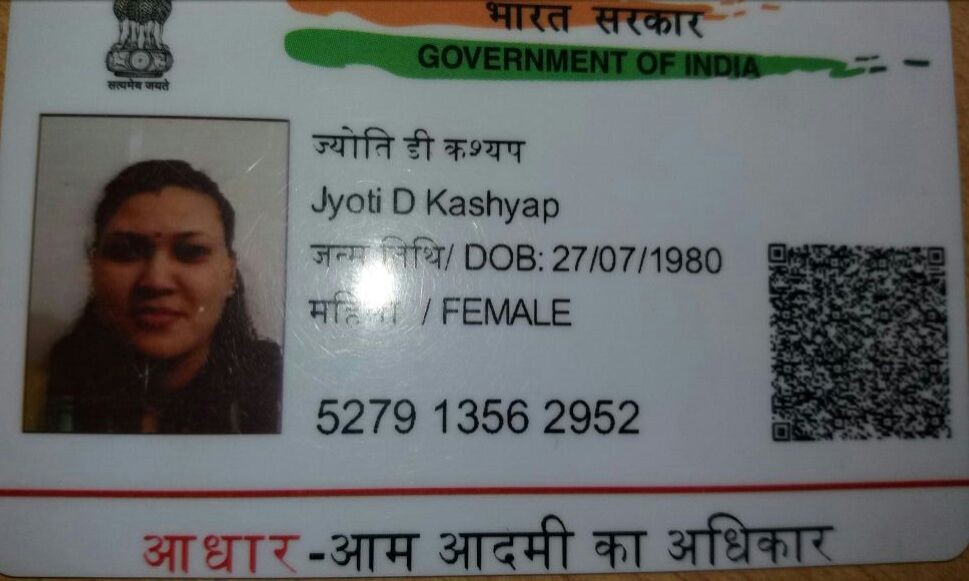 भारत सरकार
GOVERNMENT OF INDIA
सत्यमेव जयते
ज्योति डी कश्यप
Jyoti D Kashyap
जन्म तिथि/ DOB: 27/07/1980
महिला / FEMALE
5279 1356 2952
आधार-आम आदमी का अधिकार